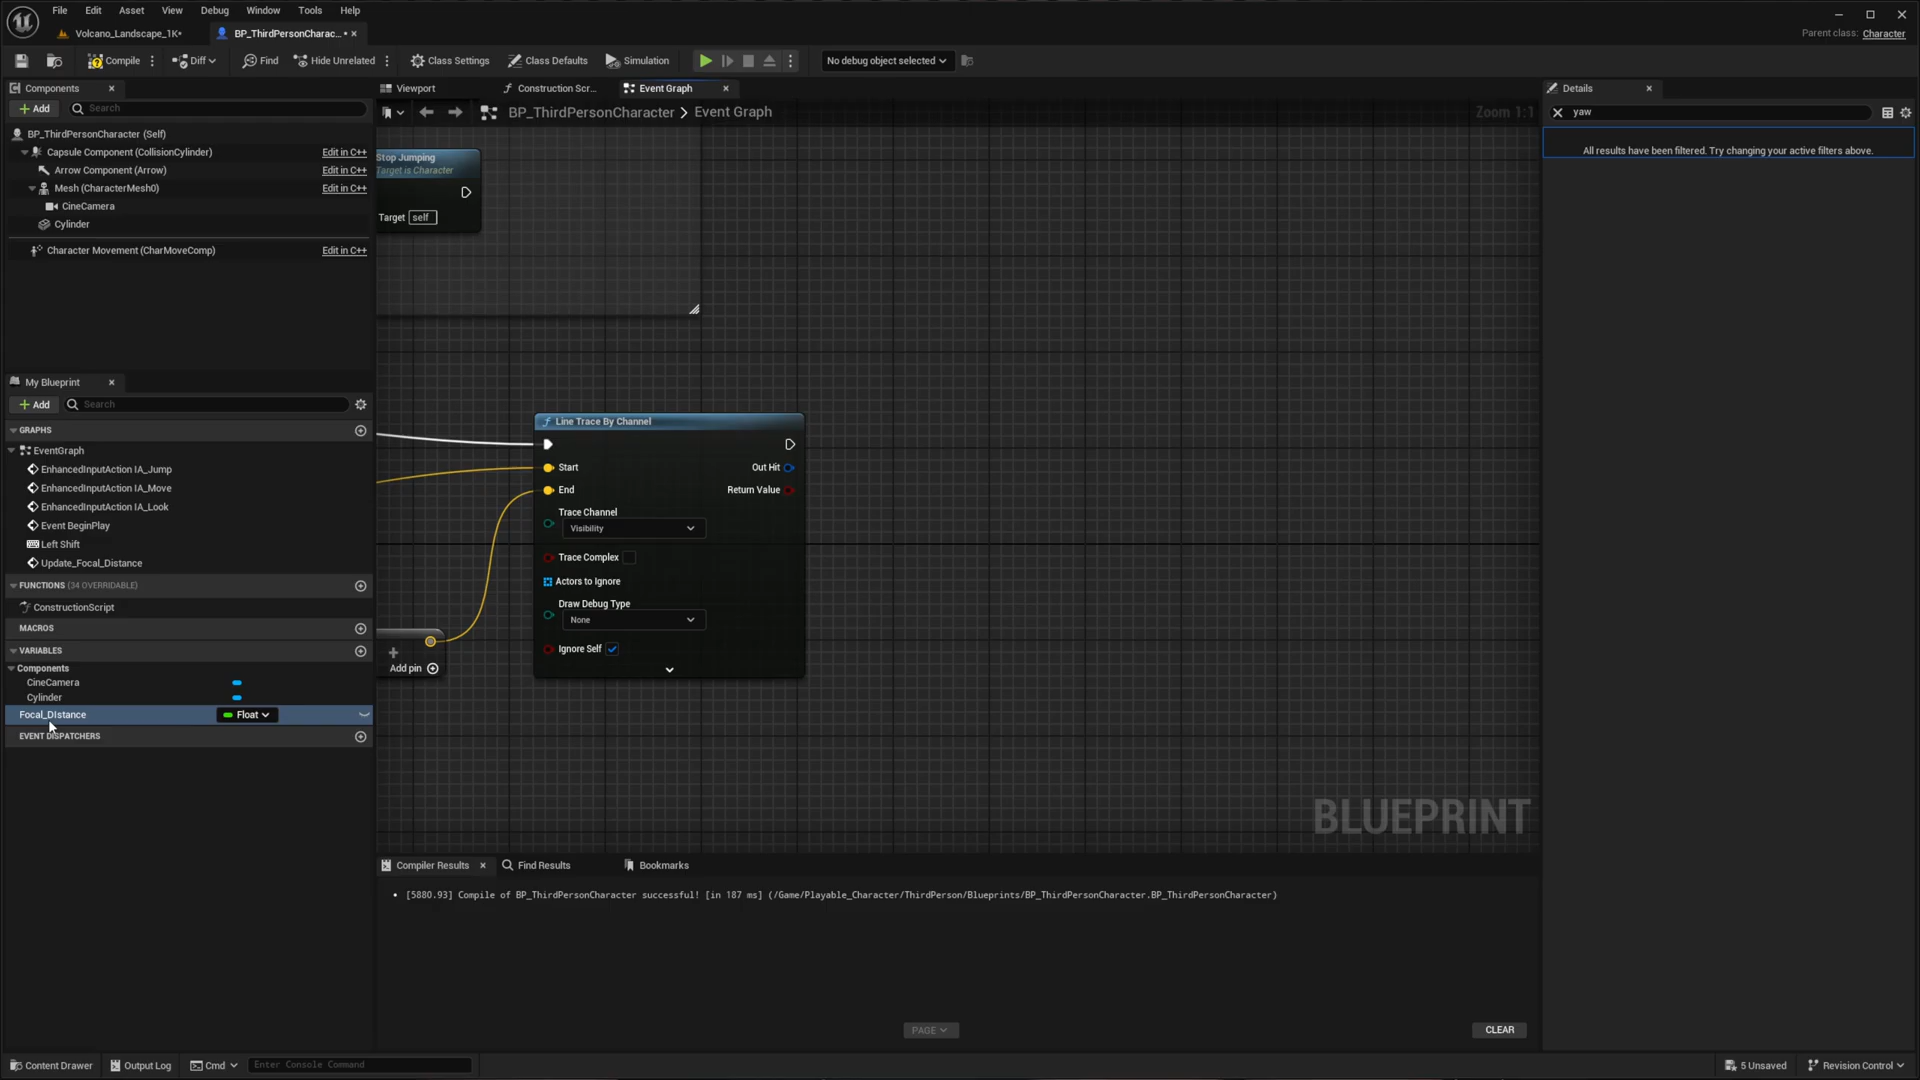 File Edit Asset View Debug Window Tools Help
Volcano_Landscape_1K•
BP_ThirdPersonCharac... •
Parent class: Character
Compile
Diff
Find
Hide Unrelated
Class Settings
Class Defaults
Simulation
No debug object selected
Components
Add
Search
BP_ThirdPersonCharacter (Self)
Capsule Component (CollisionCylinder) Edit in C++
Arrow Component (Arrow) Edit in C++
Mesh (CharacterMesh0) Edit in C++
CineCamera
Cylinder
Character Movement (CharMoveComp) Edit in C++
My Blueprint
Add
Search
GRAPHS
EventGraph
EnhancedInputAction IA_Jump
EnhancedInputAction IA_Move
EnhancedInputAction IA_Look
Event BeginPlay
Left Shift
Update_Focal_Distance
FUNCTIONS (34 OVERRIDABLE)
ConstructionScript
MACROS
VARIABLES
Components
CineCamera
Cylinder
Focal_DIstance Float
EVENT DISPATCHERS
Viewport
Construction Scr...
Event Graph
BP_ThirdPersonCharacter > Event Graph
Zoom 1:1
Stop Jumping
Target is Character
Target self
Line Trace By Channel
Start
Out Hit
End
Return Value
Trace Channel
Visibility
Trace Complex
Actors to Ignore
Draw Debug Type
None
Ignore Self
Add pin
BLUEPRINT
Details
yaw
All results have been filtered. Try changing your active filters above.
Compiler Results
Find Results
Bookmarks
• [5880.93] Compile of BP_ThirdPersonCharacter successful! [in 187 ms] (/Game/Playable_Character/ThirdPerson/Blueprints/BP_ThirdPersonCharacter.BP_ThirdPersonCharacter)
PAGE
CLEAR
Content Drawer
Output Log
Cmd
Enter Console Command
5 Unsaved
Revision Control